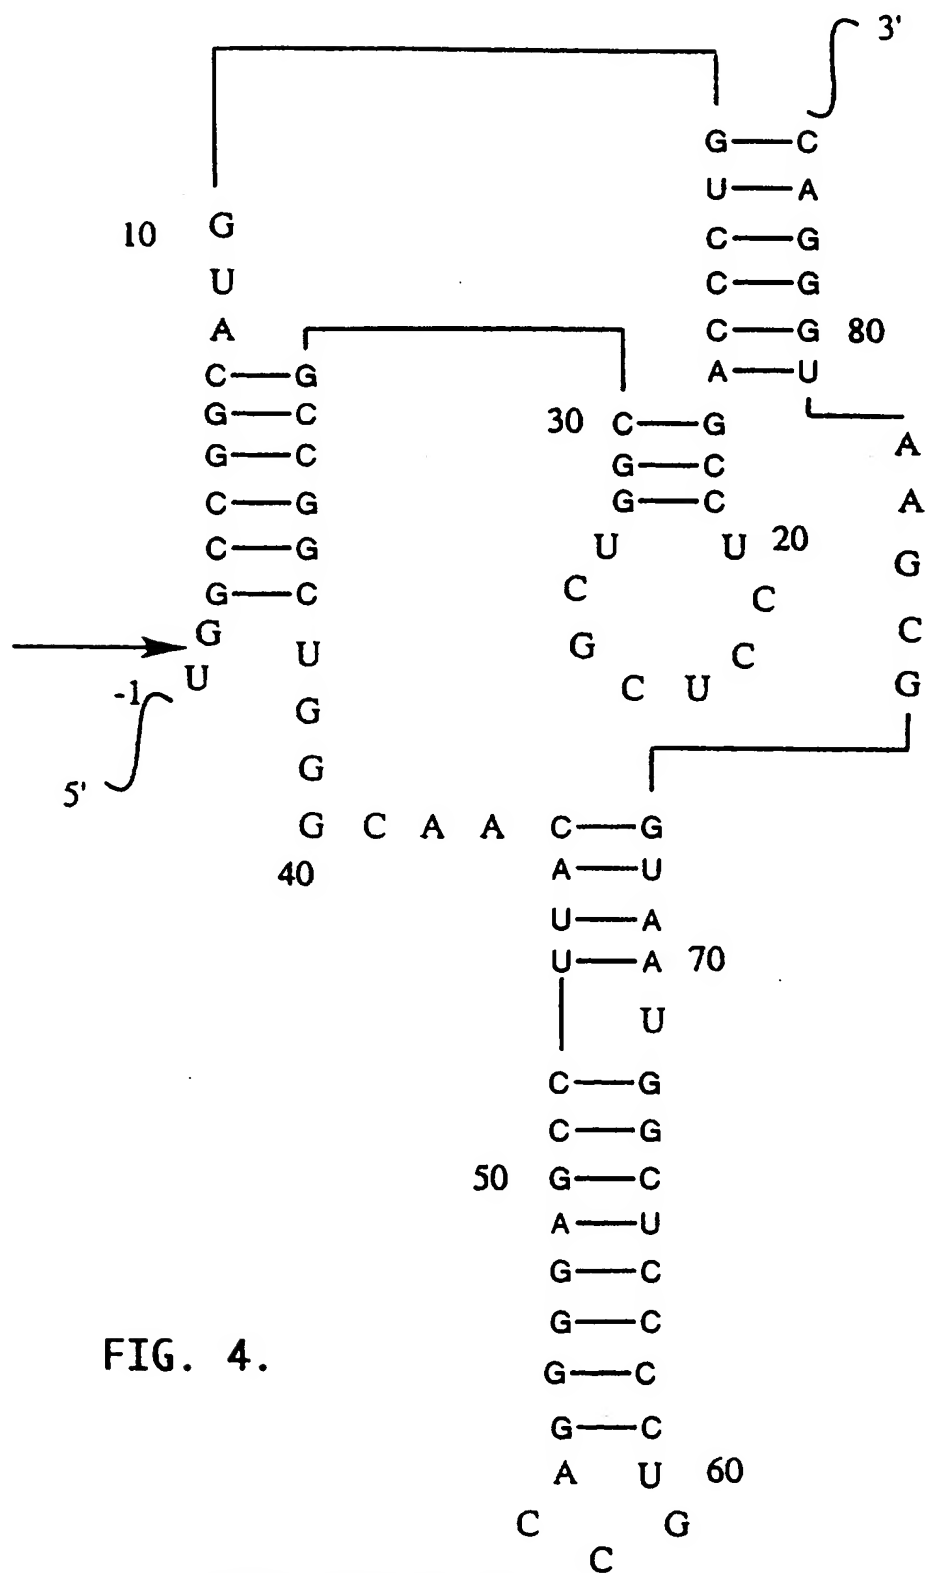 3'
G C
U A
10 G C G
U C G
A C G 80
C G A U
G C 30 C G A
G C G C A
C G G C G
C G U U 20 C
G C C C G
G U G C
-1 U G C U
5' G
G C A A C G
40 A U
U A
U A 70
U
C G
C G
50 G C
A U
G C
G C
G C
G C
A U 60
C G
C
FIG. 4.